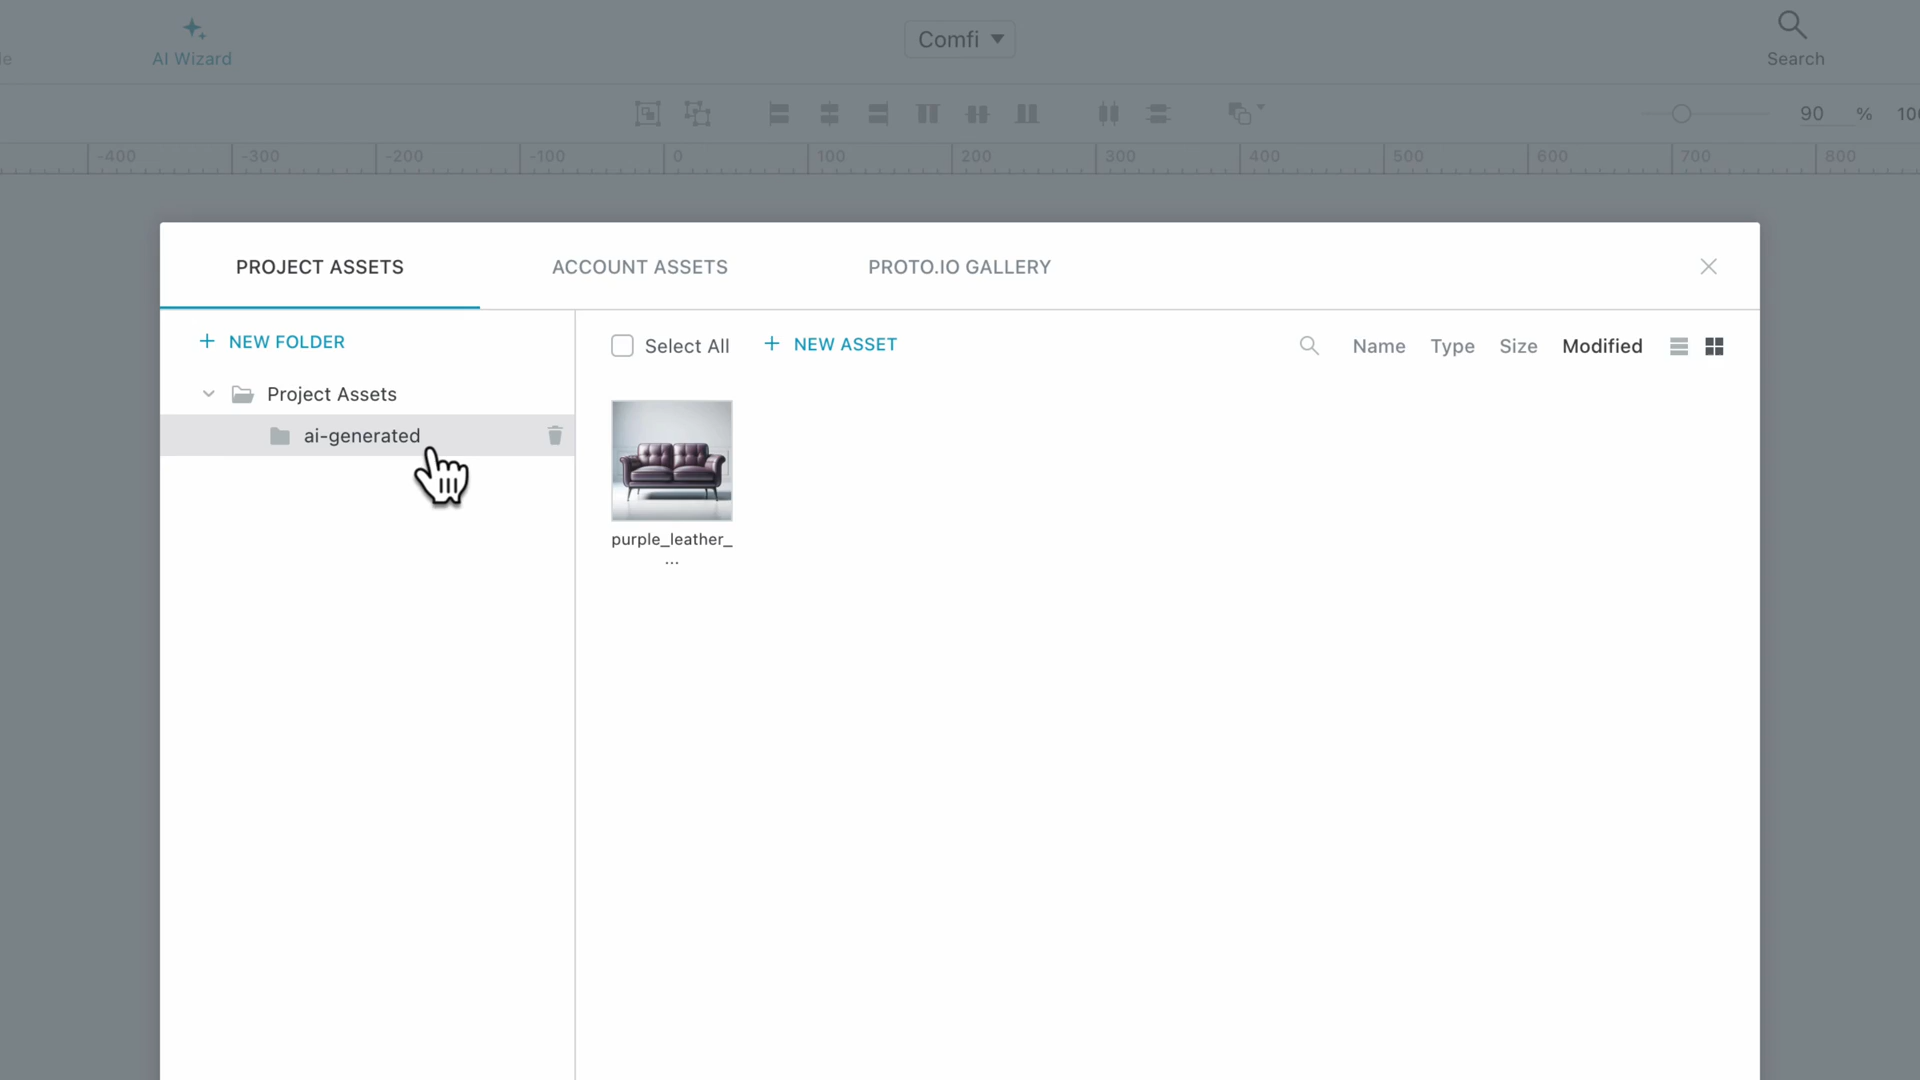 le
AI Wizard
Comfi
Search
90 %
100
-400 -300 -200 -100 0 100 200 300 400 500 600 700 800
PROJECT ASSETS
ACCOUNT ASSETS
PROTO.IO GALLERY
+ NEW FOLDER
Project Assets
ai-generated
Select All
+ NEW ASSET
Name Type Size Modified
purple_leather_
...